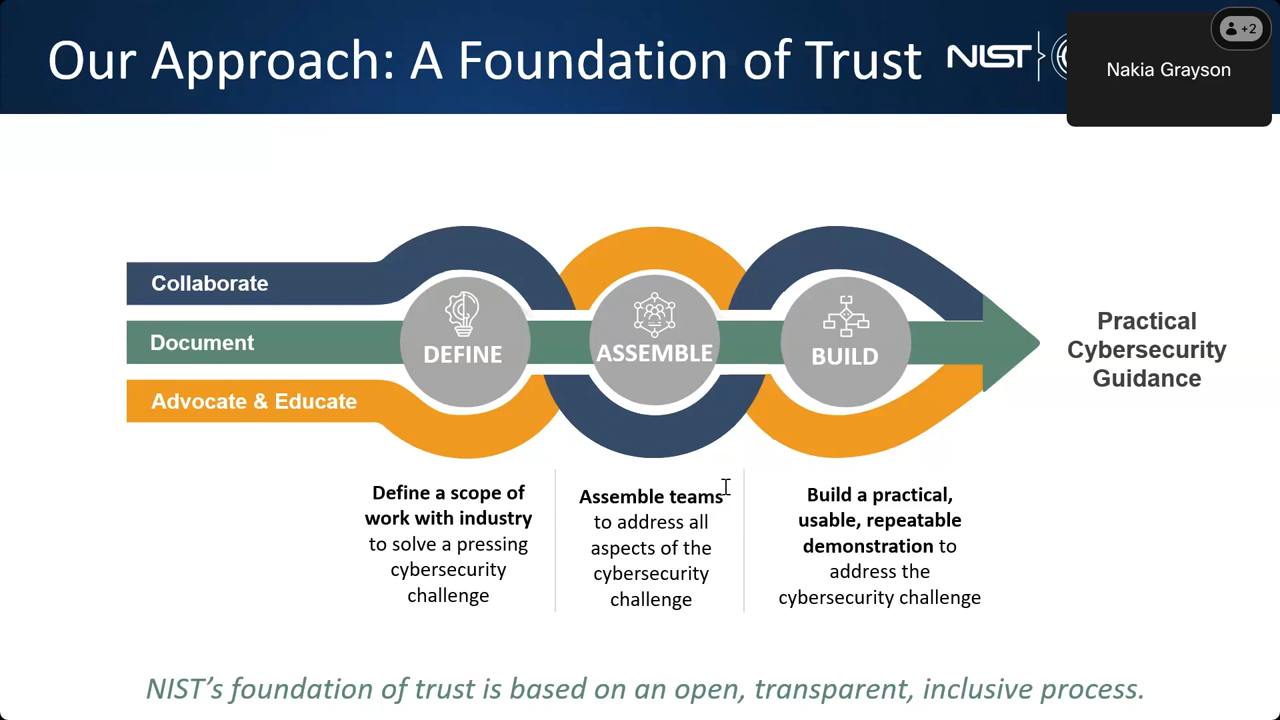 Our Approach: A Foundation of Trust
NIST
+2
Nakia Grayson
Collaborate
Document
Advocate & Educate
DEFINE
ASSEMBLE
BUILD
Practical
Cybersecurity
Guidance
Define a scope of
work with industry
to solve a pressing
cybersecurity
challenge
Assemble teams
to address all
aspects of the
cybersecurity
challenge
Build a practical,
usable, repeatable
demonstration to
address the
cybersecurity challenge
NIST’s foundation of trust is based on an open, transparent, inclusive process.